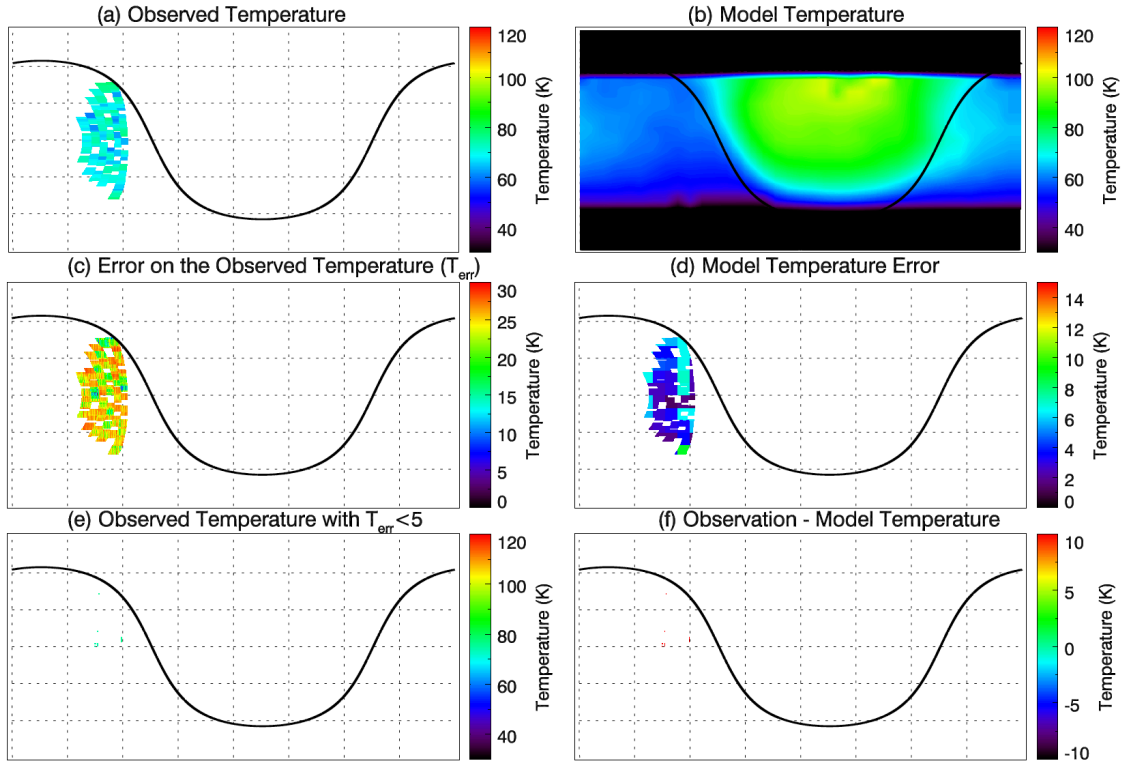 (a) Observed Temperature
120
100
80
60
40
Temperature (K)
(b) Model Temperature
120
100
80
60
40
Temperature (K)
(c) Error on the Observed Temperature (T_err)
30
25
20
15
10
5
0
Temperature (K)
(d) Model Temperature Error
14
12
10
8
6
4
2
0
Temperature (K)
(e) Observed Temperature with T_err<5
120
100
80
60
40
Temperature (K)
(f) Observation - Model Temperature
10
5
0
-5
-10
Temperature (K)